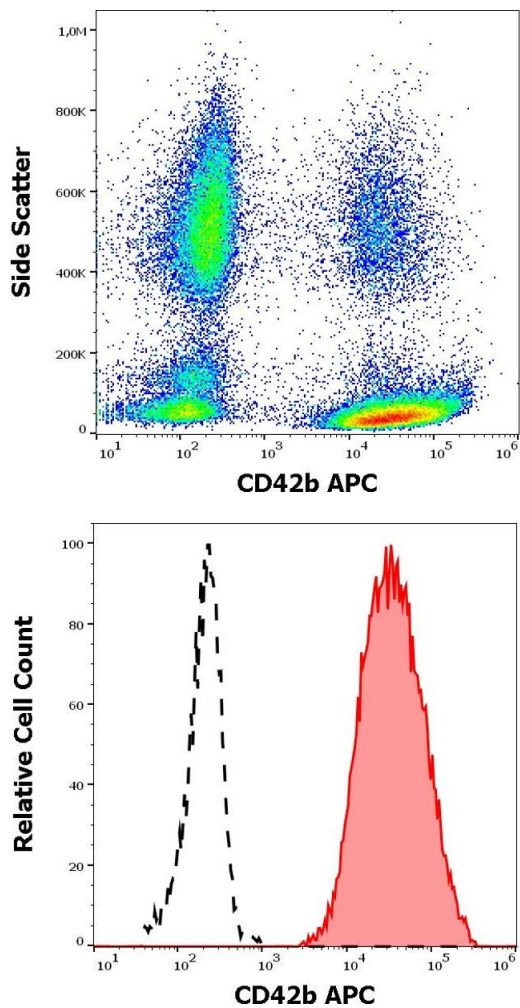 1,0M
800K
600K
400K
200K
0
Side Scatter
10¹ 10² 10³ 10⁴ 10⁵ 10⁶
CD42b APC
100
80
60
40
20
0
Relative Cell Count
10¹ 10² 10³ 10⁴ 10⁵ 10⁶
CD42b APC